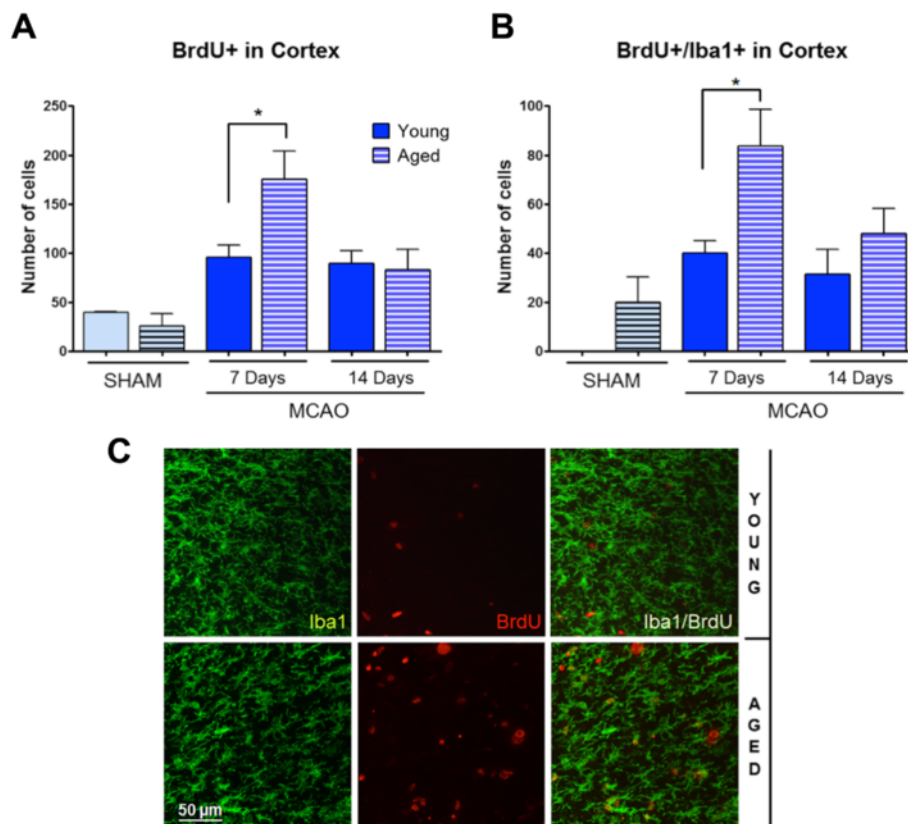 A
BrdU+ in Cortex
Number of cells
250
200
150
100
50
0
*
Young
Aged
SHAM
7 Days
14 Days
MCAO
B
BrdU+/Iba1+ in Cortex
Number of cells
100
80
60
40
20
0
*
SHAM
7 Days
14 Days
MCAO
C
Iba1
BrdU
Iba1/BrdU
YOUNG
50 µm
AGED